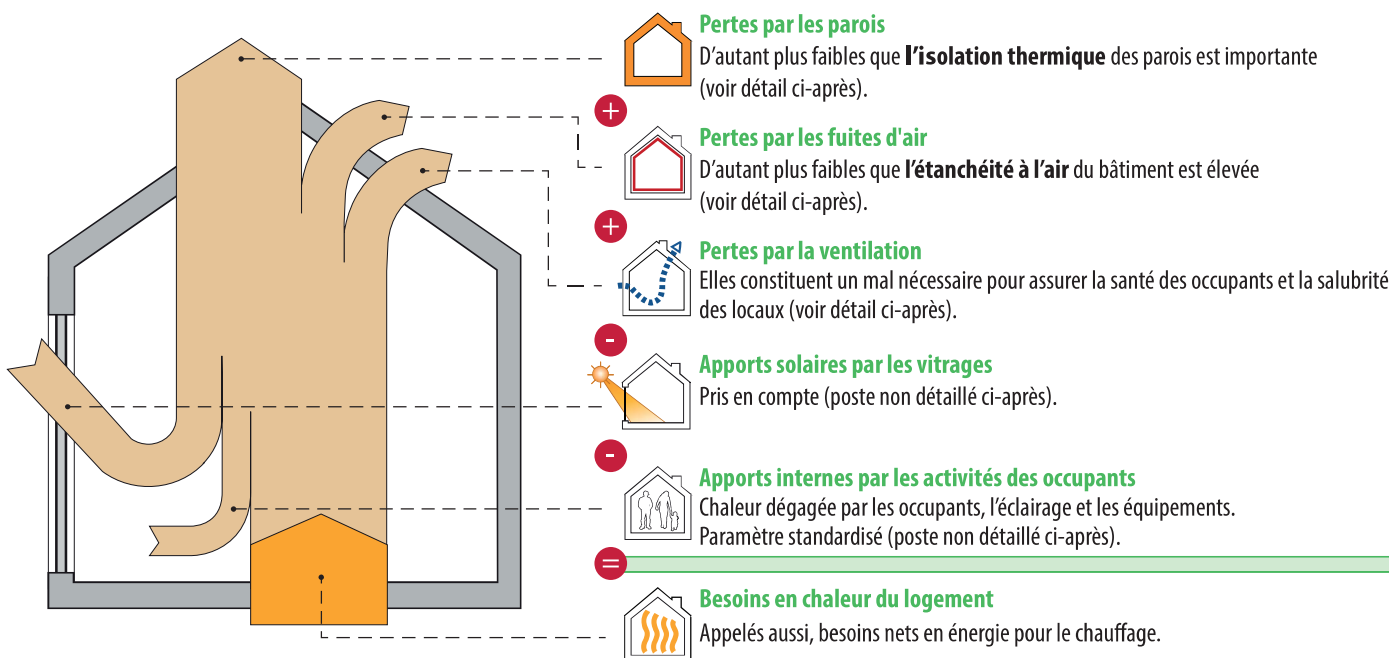 Pertes par les parois
D'autant plus faibles que l'isolation thermique des parois est importante
(voir détail ci-après).
+
Pertes par les fuites d'air
D'autant plus faibles que l'étanchéité à l'air du bâtiment est élevée
(voir détail ci-après).
+
Pertes par la ventilation
Elles constituent un mal nécessaire pour assurer la santé des occupants et la salubrité
des locaux (voir détail ci-après).
-
Apports solaires par les vitrages
Pris en compte (poste non détaillé ci-après).
-
Apports internes par les activités des occupants
Chaleur dégagée par les occupants, l'éclairage et les équipements.
Paramètre standardisé (poste non détaillé ci-après).
=
Besoins en chaleur du logement
Appelés aussi, besoins nets en énergie pour le chauffage.